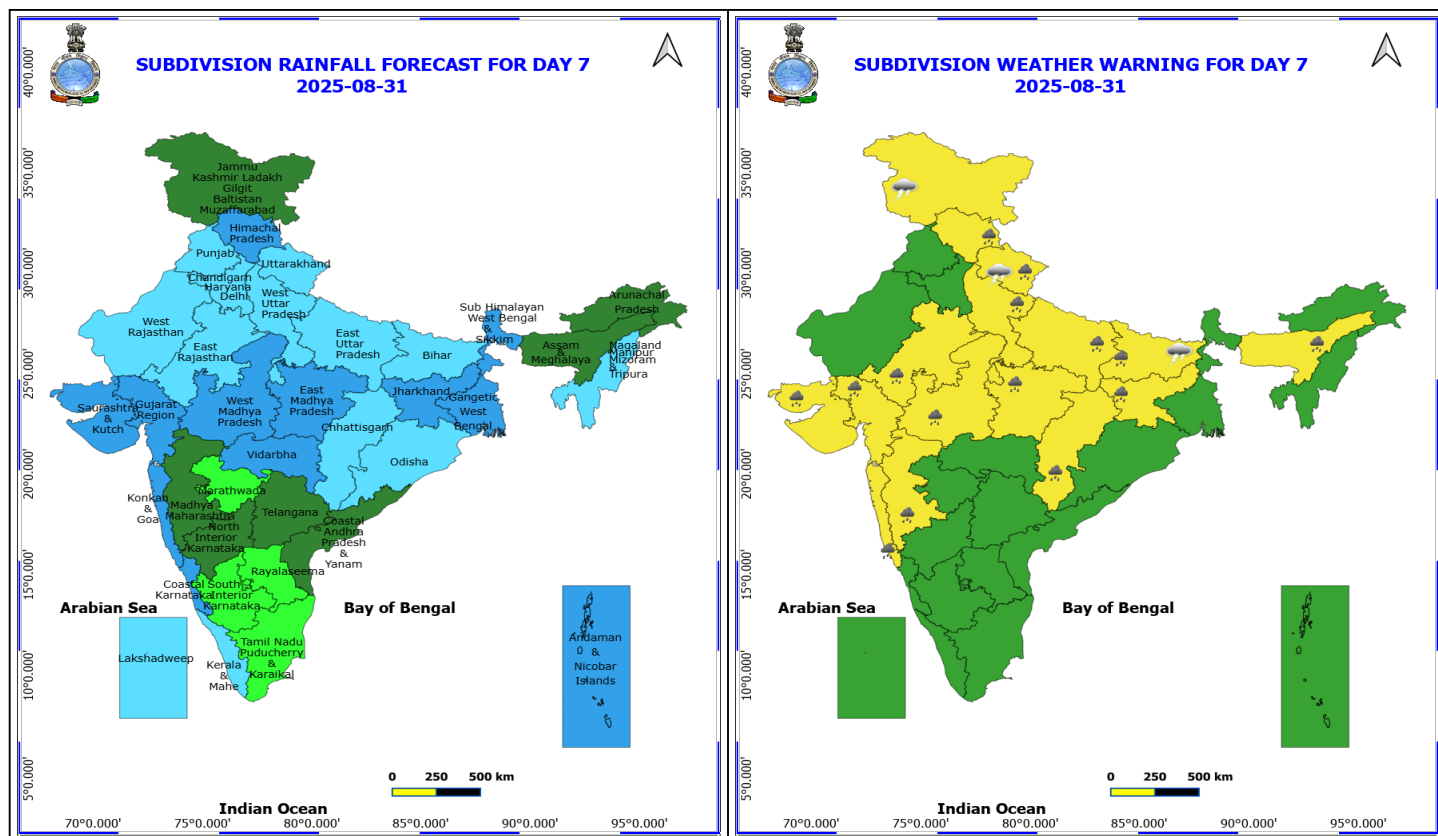 SUBDIVISION RAINFALL FORECAST FOR DAY 7
2025-08-31
40°0.000'
35°0.000'
30°0.000'
25°0.000'
20°0.000'
15°0.000'
10°0.000'
5°0.000'
Jammu
Kashmir Ladakh
Gilgit
Baltistan
Muzaffarabad
Himachal
Pradesh
Punjab
Uttarakhand
Chandigarh
Haryana
Delhi
West
Uttar
Pradesh
West
Rajasthan
East
Rajasthan
East
Uttar
Pradesh
Bihar
Sub Himalayan
West Bengal
&
Sikkim
Arunachal
Pradesh
Assam
&
Meghalaya
Nagaland
Manipur
Mizoram
&
Tripura
Saurashtra
&
Kutch
Gujarat
Region
West
Madhya
Pradesh
East
Madhya
Pradesh
Jharkhand
Gangetic
West
Bengal
Chhattisgarh
Odisha
Vidarbha
Konkan
&
Goa
Marathwada
Madhya
Maharashtra
North
Interior
Karnataka
Telangana
Coastal
Andhra
Pradesh
&
Yanam
Rayalaseema
Coastal
Karnataka
South
Interior
Karnataka
Tamil Nadu
Puducherry
&
Karaikal
Kerala
&
Mahe
Arabian Sea
Bay of Bengal
Lakshadweep
Andaman
&
Nicobar
Islands
0 250 500 km
Indian Ocean
70°0.000' 75°0.000' 80°0.000' 85°0.000' 90°0.000' 95°0.000'
SUBDIVISION WEATHER WARNING FOR DAY 7
2025-08-31
40°0.000'
35°0.000'
30°0.000'
25°0.000'
20°0.000'
15°0.000'
10°0.000'
5°0.000'
Arabian Sea
Bay of Bengal
0 250 500 km
Indian Ocean
70°0.000' 75°0.000' 80°0.000' 85°0.000' 90°0.000' 95°0.000'